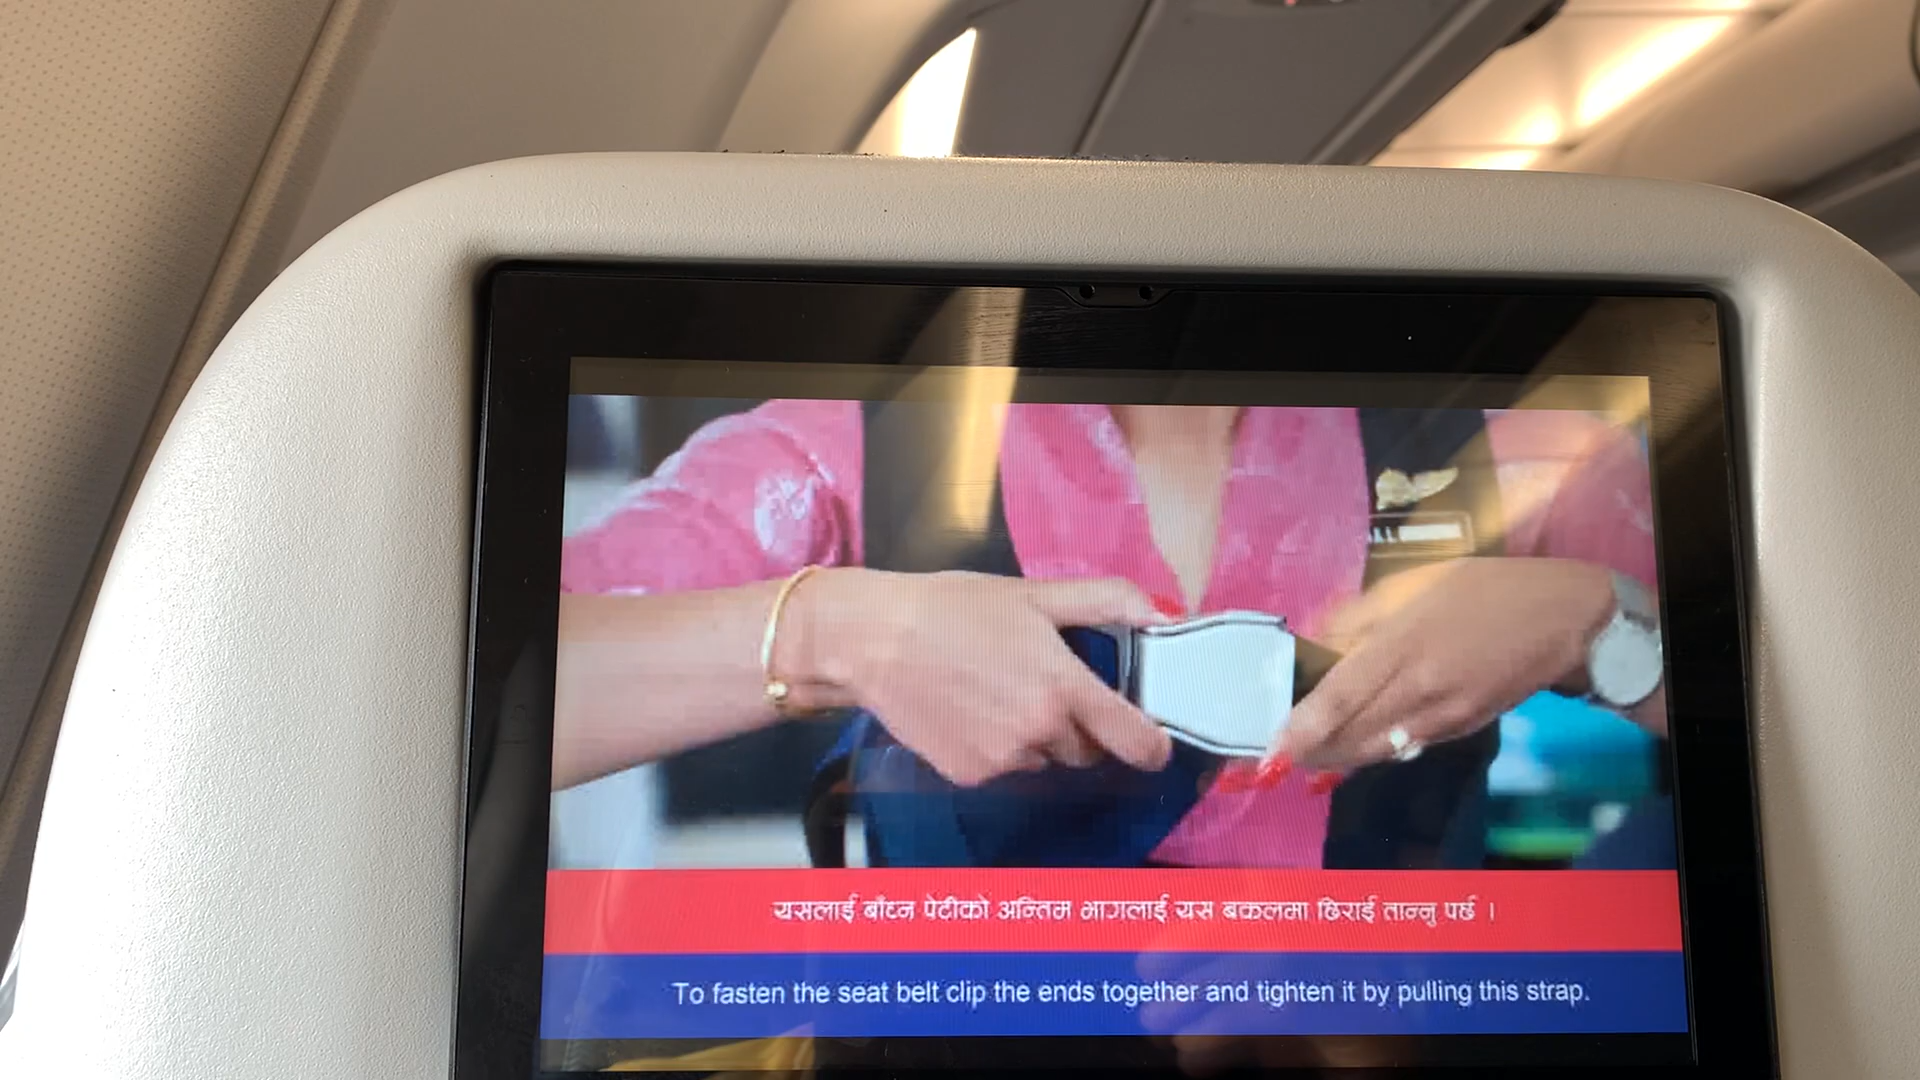 यसलाई बाँध्न पेटीको अन्तिम भागलाई यस बकलमा छिराई तान्नु पर्छ ।
To fasten the seat belt clip the ends together and tighten it by pulling this strap.